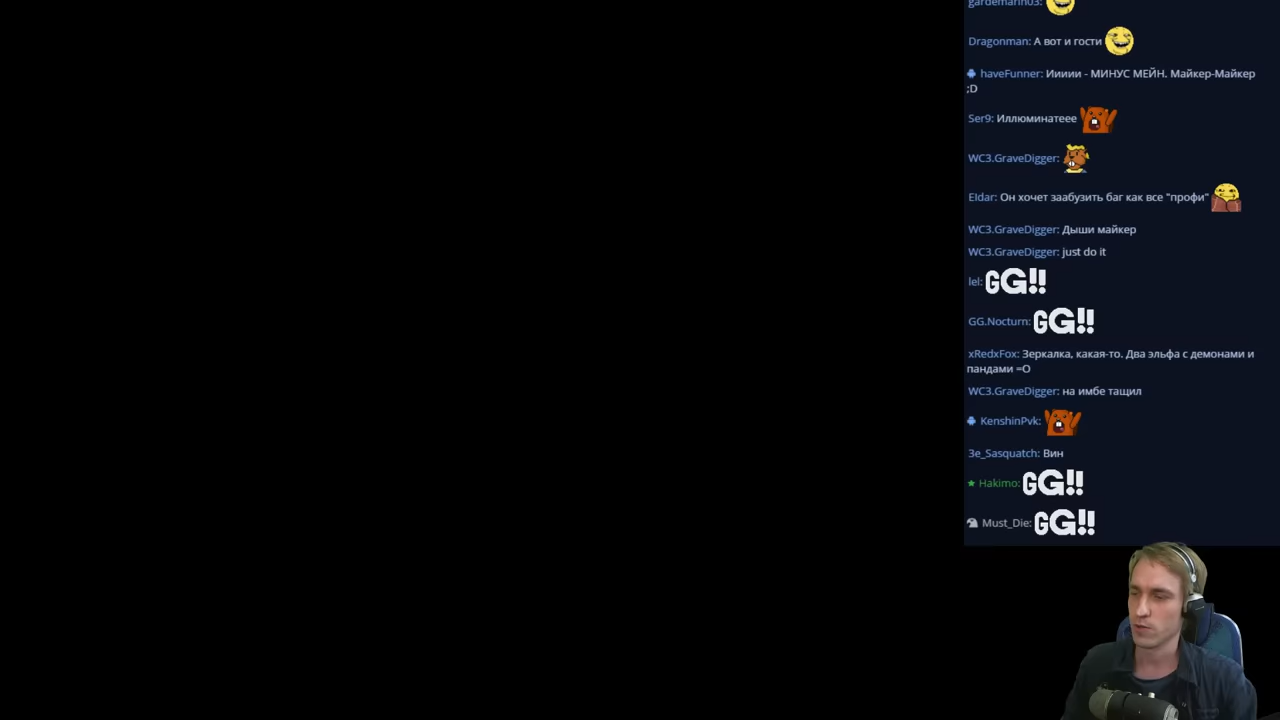 gardemarin03:
Dragonman: А вот и гости
haveFunner: Иииии - МИНУС МЕЙН. Майкер-Майкер
;D
Ser9: Иллюминатеее
WC3.GraveDigger:
Eldar: Он хочет заабузить баг как все "профи"
WC3.GraveDigger: Дыши майкер
WC3.GraveDigger: just do it
lel: GG!!
GG.Nocturn: GG!!
xRedxFox: Зеркалка, какая-то. Два эльфа с демонами и
пандами =O
WC3.GraveDigger: на имбе тащил
KenshinPvk:
3e_Sasquatch: Вин
Hakimo: GG!!
Must_Die: GG!!